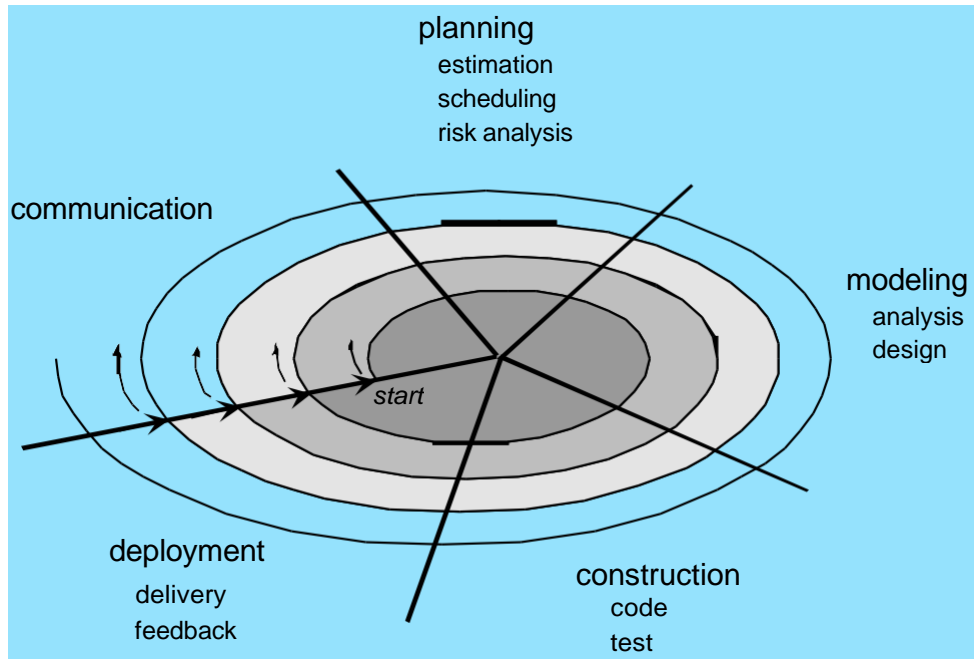 planning
estimation
scheduling
risk analysis
communication
modeling
analysis
design
start
deployment
delivery
feedback
construction
code
test